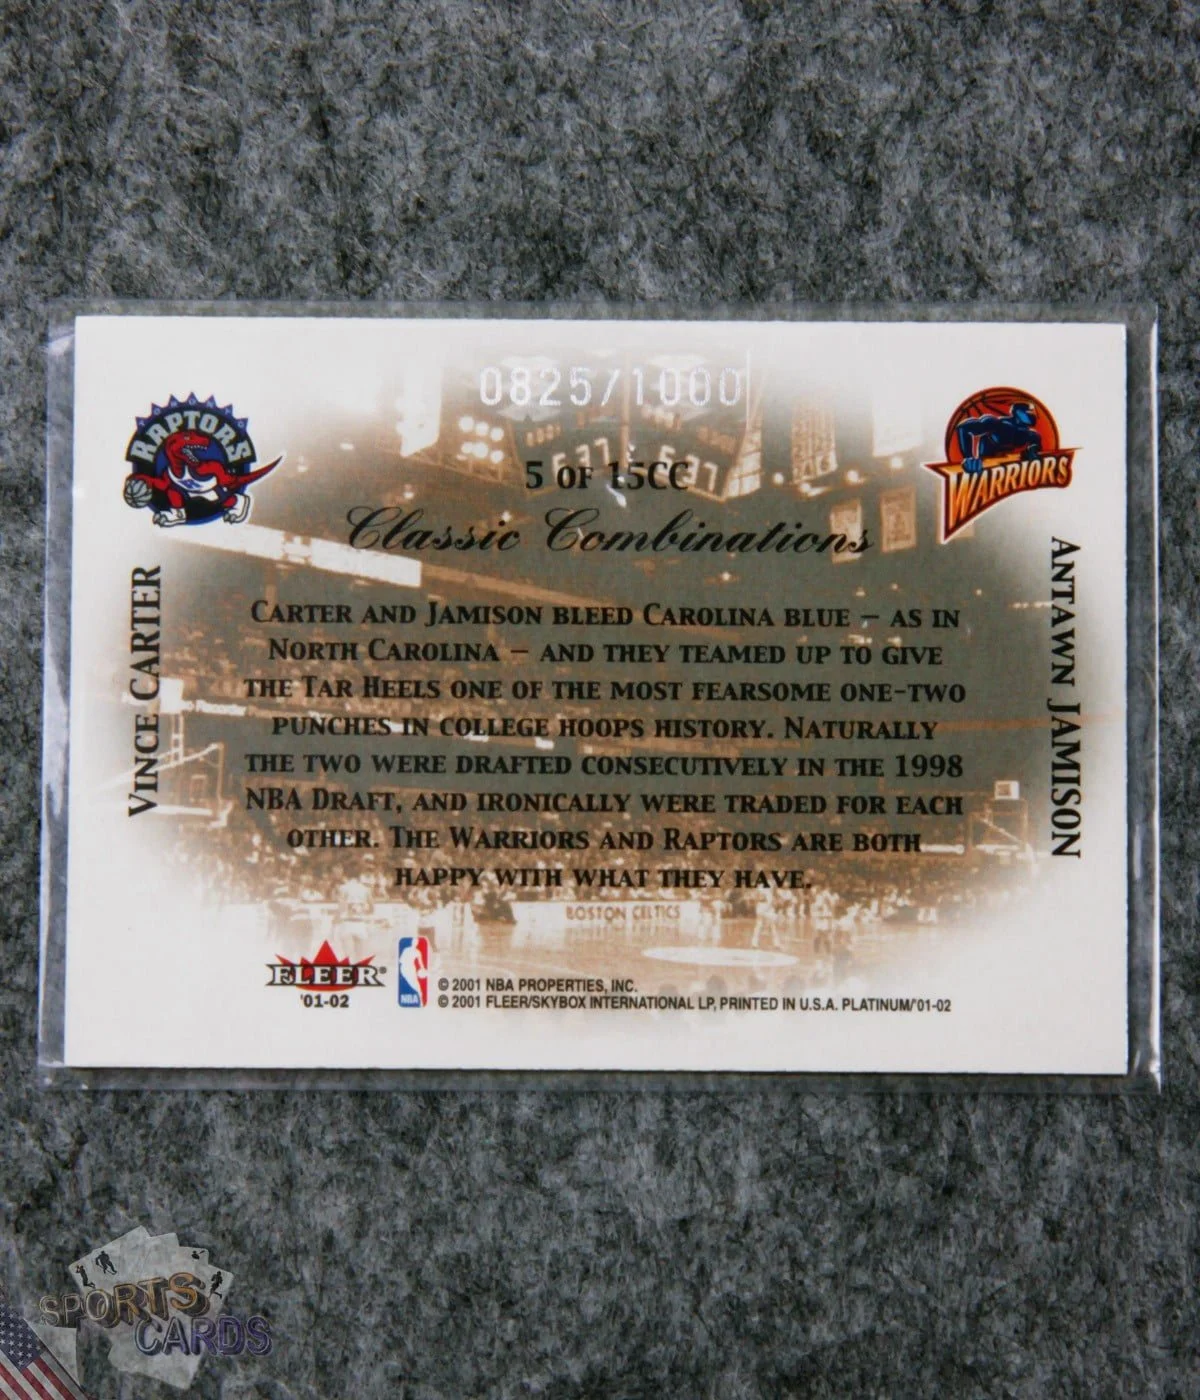 0825/1000
RAPTORS
WARRIORS
5 OF 15CC
Classic Combinations
VINCE CARTER
ANTAWN JAMISON
CARTER AND JAMISON BLEED CAROLINA BLUE – AS IN
NORTH CAROLINA – AND THEY TEAMED UP TO GIVE
THE TAR HEELS ONE OF THE MOST FEARSOME ONE-TWO
PUNCHES IN COLLEGE HOOPS HISTORY. NATURALLY
THE TWO WERE DRAFTED CONSECUTIVELY IN THE 1998
NBA DRAFT, AND IRONICALLY WERE TRADED FOR EACH
OTHER. THE WARRIORS AND RAPTORS ARE BOTH
HAPPY WITH WHAT THEY HAVE.
BOSTON CELTICS
FLEER®
'01-02
NBA
© 2001 NBA PROPERTIES, INC.
© 2001 FLEER/SKYBOX INTERNATIONAL LP, PRINTED IN U.S.A. PLATINUM/'01-02
SPORTS
CARDS